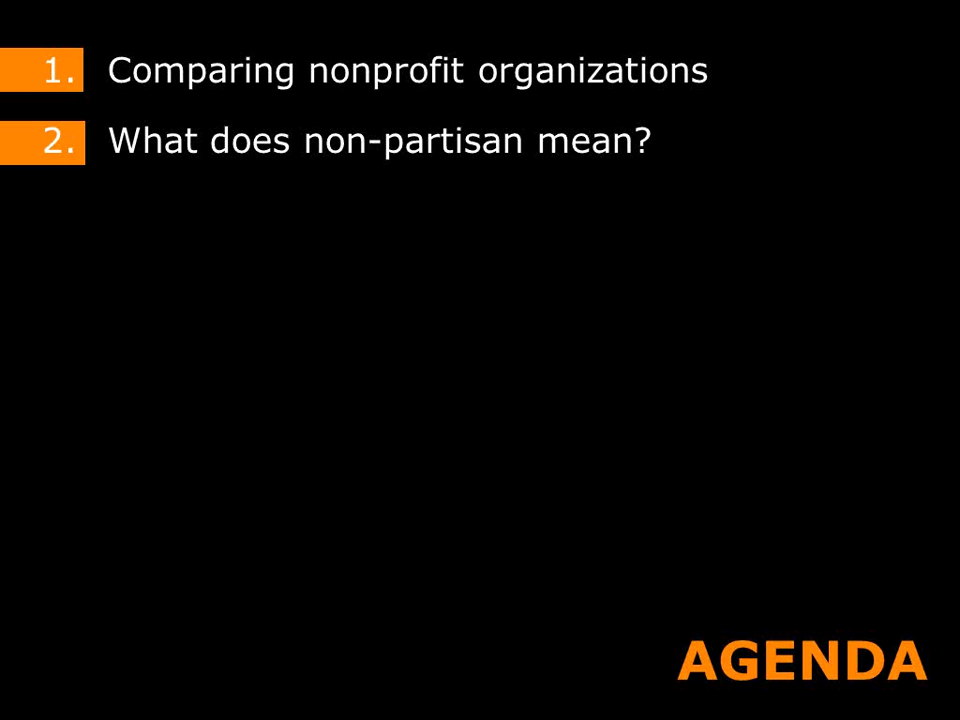 1. Comparing nonprofit organizations
2. What does non-partisan mean?
AGENDA